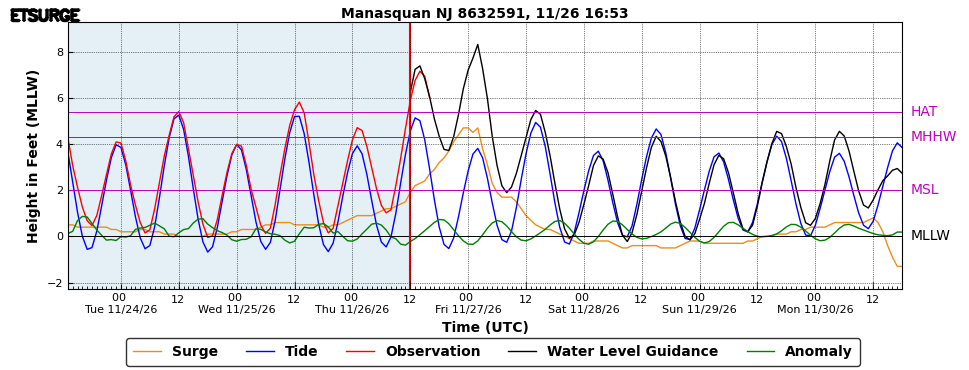 ETSURGE
Manasquan NJ 8632591, 11/26 16:53
Height in Feet (MLLW)
8
6
4
2
0
−2
HAT
MHHW
MSL
MLLW
00 12 00 12 00 12 00 12 00 12 00 12 00 12
Tue 11/24/26 Wed 11/25/26 Thu 11/26/26 Fri 11/27/26 Sat 11/28/26 Sun 11/29/26 Mon 11/30/26
Time (UTC)
Surge Tide Observation Water Level Guidance Anomaly